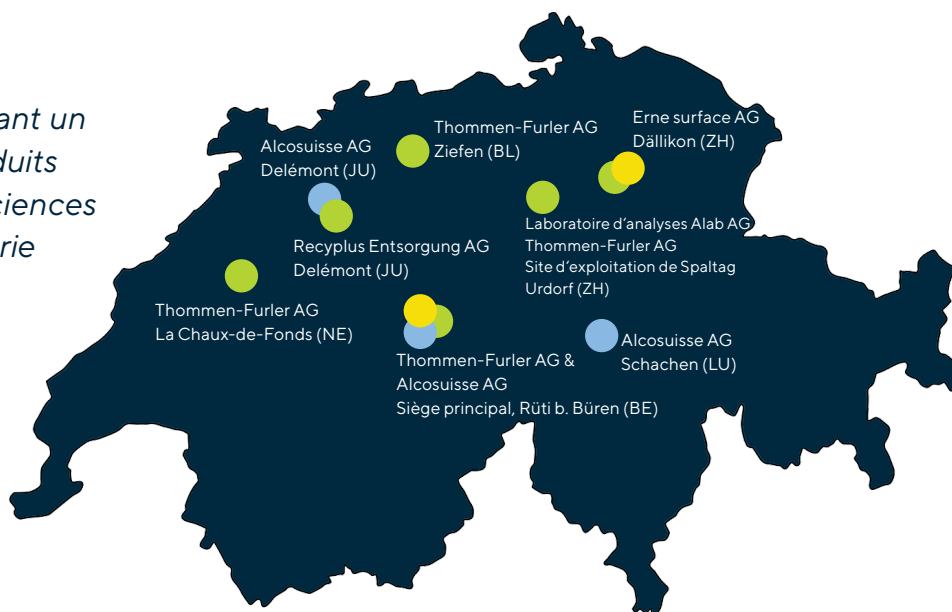 ant un
duits
ciences
rie
Alcosuisse AG
Delémont (JU)
Thommen-Furler AG
Ziefen (BL)
Erne surface AG
Dällikon (ZH)
Recyplus Entsorgung AG
Delémont (JU)
Laboratoire d'analyses Alab AG
Thommen-Furler AG
Site d'exploitation de Spaltag
Urdorf (ZH)
Thommen-Furler AG
La Chaux-de-Fonds (NE)
Thommen-Furler AG &
Alcosuisse AG
Siège principal, Rüti b. Büren (BE)
Alcosuisse AG
Schachen (LU)